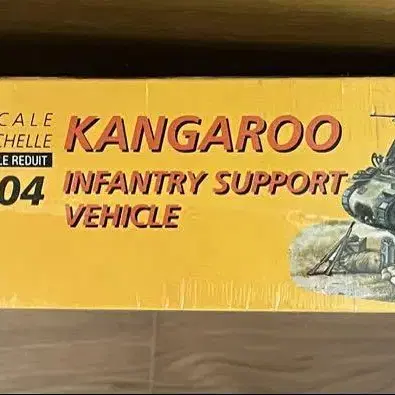 CALE
CHELLE
LE REDUIT
04
KANGAROO
INFANTRY SUPPORT
VEHICLE